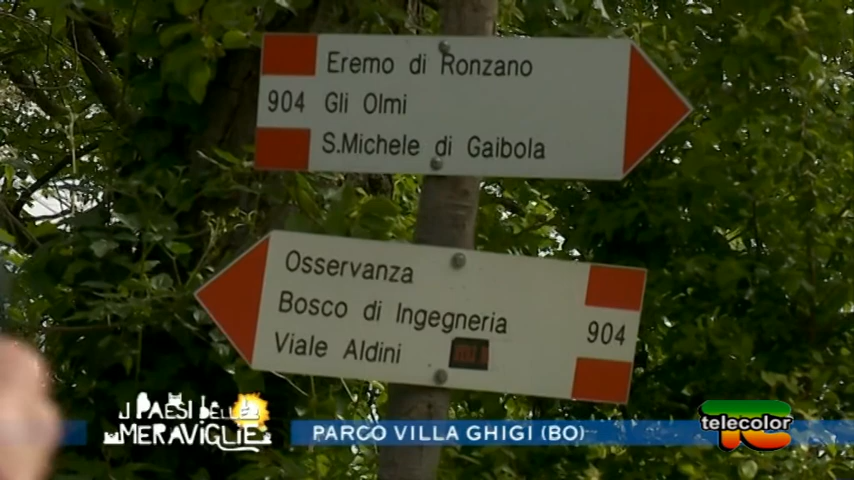 Eremo di Ronzano
904 Gli Olmi
S.Michele di Gaibola
Osservanza
Bosco di Ingegneria
904
Viale Aldini
I PAESI DELLE
MERAVIGLIE
PARCO VILLA GHIGI (BO)
telecolor